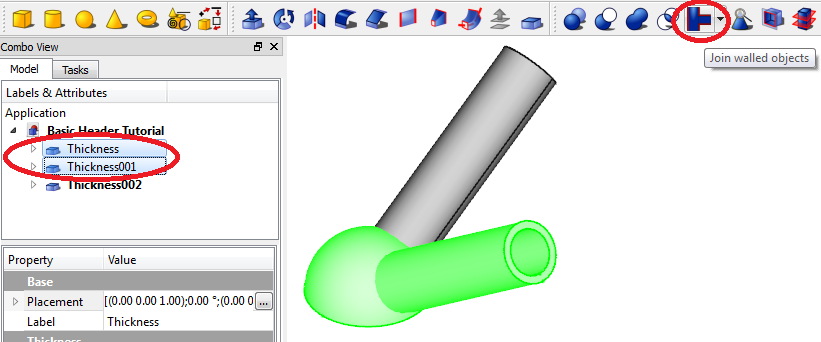 Combo View
Join walled objects
Model Tasks
Labels & Attributes
Application
Basic Header Tutorial
Thickness
Thickness001
Thickness002
Property Value
Base
Placement [(0.00 0.00 1.00);0.00 °;(0.00 0 ...
Label Thickness
Thickness